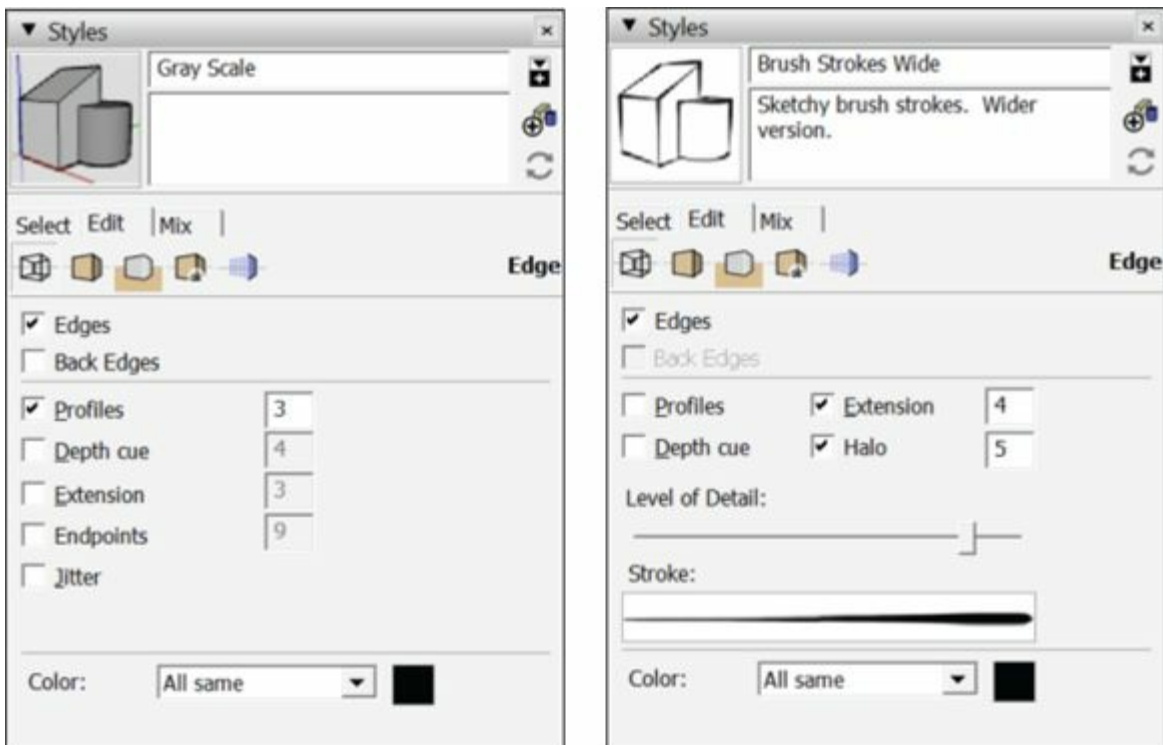 Styles
Gray Scale
Select Edit Mix
Edge
Edges
Back Edges
Profiles 3
Depth cue 4
Extension 3
Endpoints 9
Jitter
Color: All same
Styles
Brush Strokes Wide
Sketchy brush strokes. Wider
version.
Select Edit Mix
Edge
Edges
Back Edges
Profiles Extension 4
Depth cue Halo 5
Level of Detail:
Stroke:
Color: All same